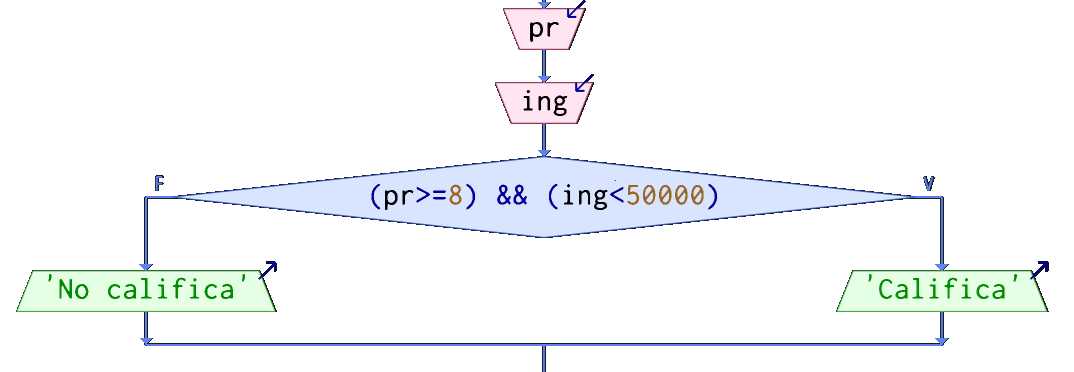 pr
ing
F
(pr>=8) && (ing<50000)
V
'No califica'
'Califica'